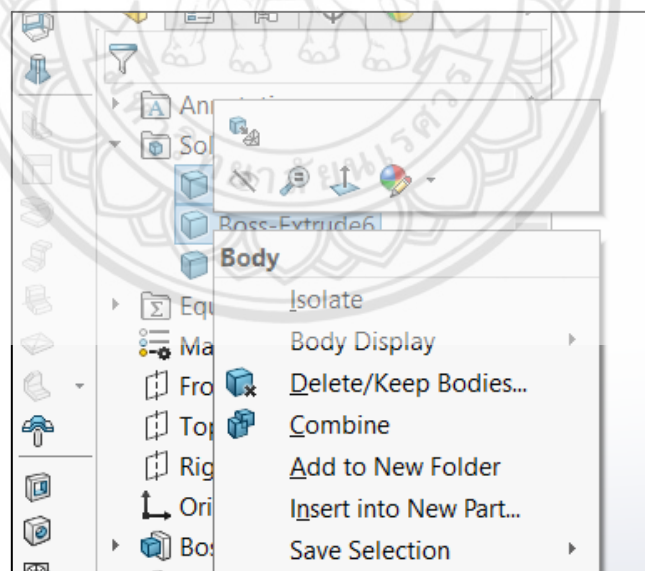 Sol
Boss-Extrude6
Body
Isolate
Equ
Body Display
Ma
Fro
Delete/Keep Bodies...
Top
Combine
Rig
Add to New Folder
Ori
Insert into New Part...
Bos
Save Selection